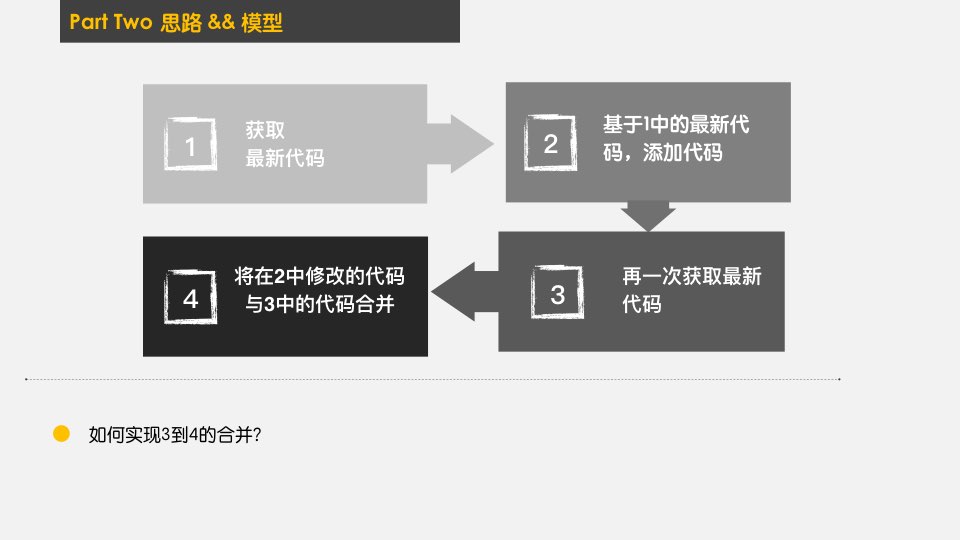 Part Two 思路 && 模型
1
获取
最新代码
2
基于1中的最新代
码，添加代码
3
再一次获取最新
代码
4
将在2中修改的代码
与3中的代码合并
如何实现3到4的合并?